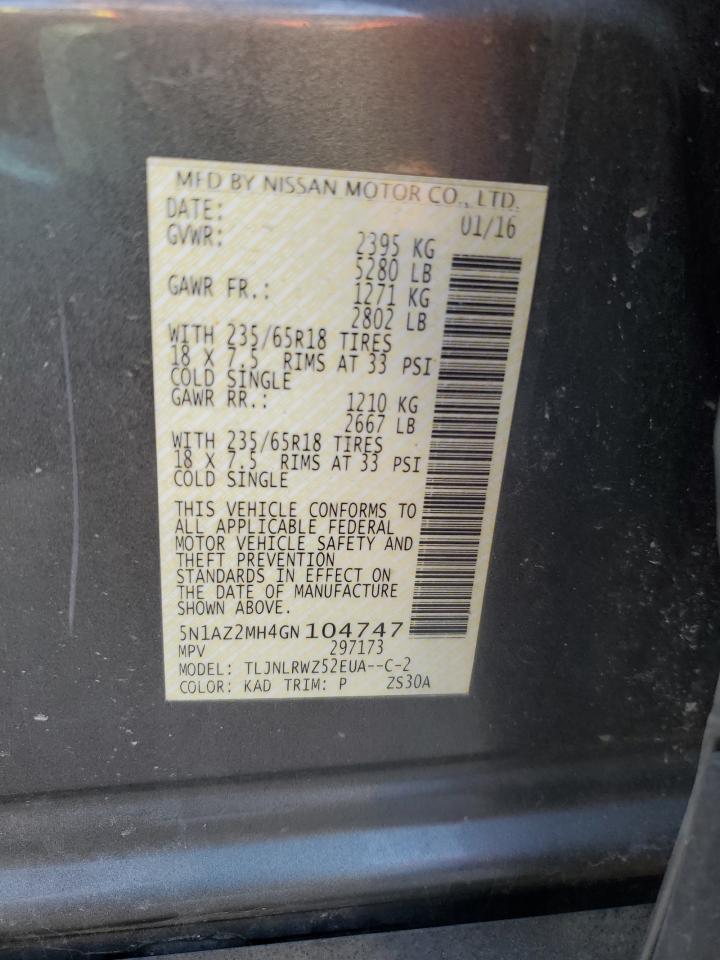 MFD BY NISSAN MOTOR CO., LTD.
DATE: 01/16
GVWR: 2395 KG
5280 LB
GAWR FR.: 1271 KG
2802 LB
WITH 235/65R18 TIRES
18 X 7.5 RIMS AT 33 PSI
COLD SINGLE
GAWR RR.: 1210 KG
2667 LB
WITH 235/65R18 TIRES
18 X 7.5 RIMS AT 33 PSI
COLD SINGLE
THIS VEHICLE CONFORMS TO
ALL APPLICABLE FEDERAL
MOTOR VEHICLE SAFETY AND
THEFT PREVENTION
STANDARDS IN EFFECT ON
THE DATE OF MANUFACTURE
SHOWN ABOVE.
5N1AZ2MH4GN104747
MPV 297173
MODEL: TLJNLRWZ52EUA--C-2
COLOR: KAD TRIM: P ZS30A